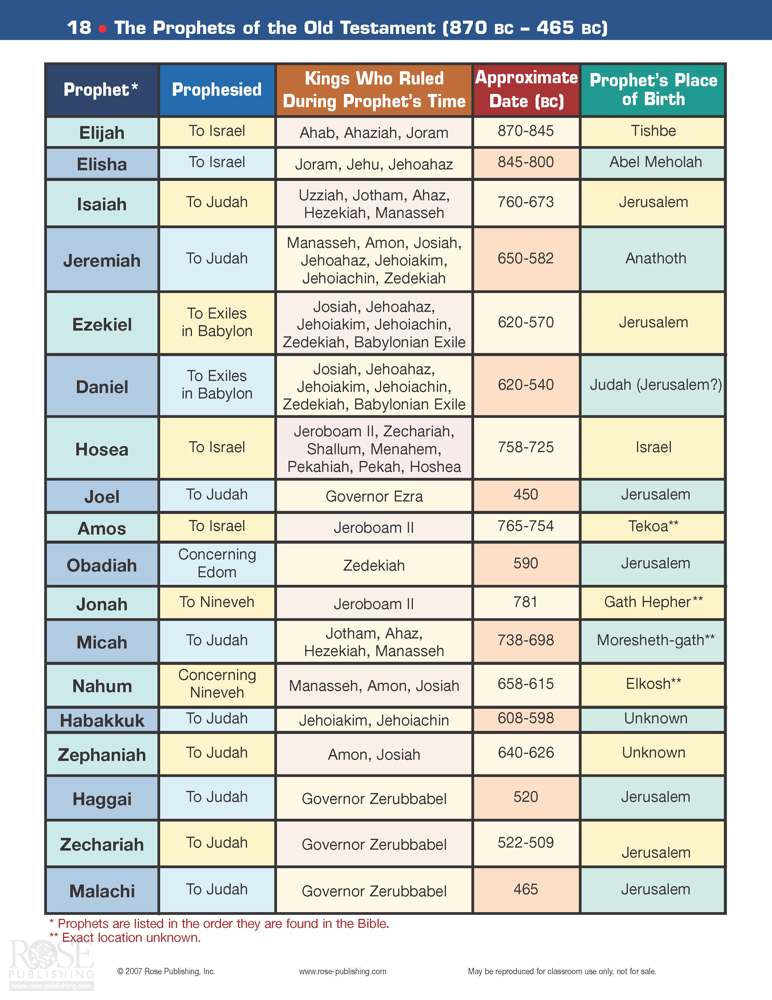 18 • The Prophets of the Old Testament (870 BC – 465 BC)
Prophet*
Prophesied
Kings Who Ruled
During Prophet's Time
Approximate
Date (BC)
Prophet's Place
of Birth
Elijah
To Israel
Ahab, Ahaziah, Joram
870-845
Tishbe
Elisha
To Israel
Joram, Jehu, Jehoahaz
845-800
Abel Meholah
Isaiah
To Judah
Uzziah, Jotham, Ahaz,
Hezekiah, Manasseh
760-673
Jerusalem
Jeremiah
To Judah
Manasseh, Amon, Josiah,
Jehoahaz, Jehoiakim,
Jehoiachin, Zedekiah
650-582
Anathoth
Ezekiel
To Exiles
in Babylon
Josiah, Jehoahaz,
Jehoiakim, Jehoiachin,
Zedekiah, Babylonian Exile
620-570
Jerusalem
Daniel
To Exiles
in Babylon
Josiah, Jehoahaz,
Jehoiakim, Jehoiachin,
Zedekiah, Babylonian Exile
620-540
Judah (Jerusalem?)
Hosea
To Israel
Jeroboam II, Zechariah,
Shallum, Menahem,
Pekahiah, Pekah, Hoshea
758-725
Israel
Joel
To Judah
Governor Ezra
450
Jerusalem
Amos
To Israel
Jeroboam II
765-754
Tekoa**
Obadiah
Concerning
Edom
Zedekiah
590
Jerusalem
Jonah
To Nineveh
Jeroboam II
781
Gath Hepher**
Micah
To Judah
Jotham, Ahaz,
Hezekiah, Manasseh
738-698
Moresheth-gath**
Nahum
Concerning
Nineveh
Manasseh, Amon, Josiah
658-615
Elkosh**
Habakkuk
To Judah
Jehoiakim, Jehoiachin
608-598
Unknown
Zephaniah
To Judah
Amon, Josiah
640-626
Unknown
Haggai
To Judah
Governor Zerubbabel
520
Jerusalem
Zechariah
To Judah
Governor Zerubbabel
522-509
Jerusalem
Malachi
To Judah
Governor Zerubbabel
465
Jerusalem
* Prophets are listed in the order they are found in the Bible.
** Exact location unknown.
ROSE
PUBLISHING
www.rose-publishing.com
© 2007 Rose Publishing, Inc.
www.rose-publishing.com
May be reproduced for classroom use only, not for sale.